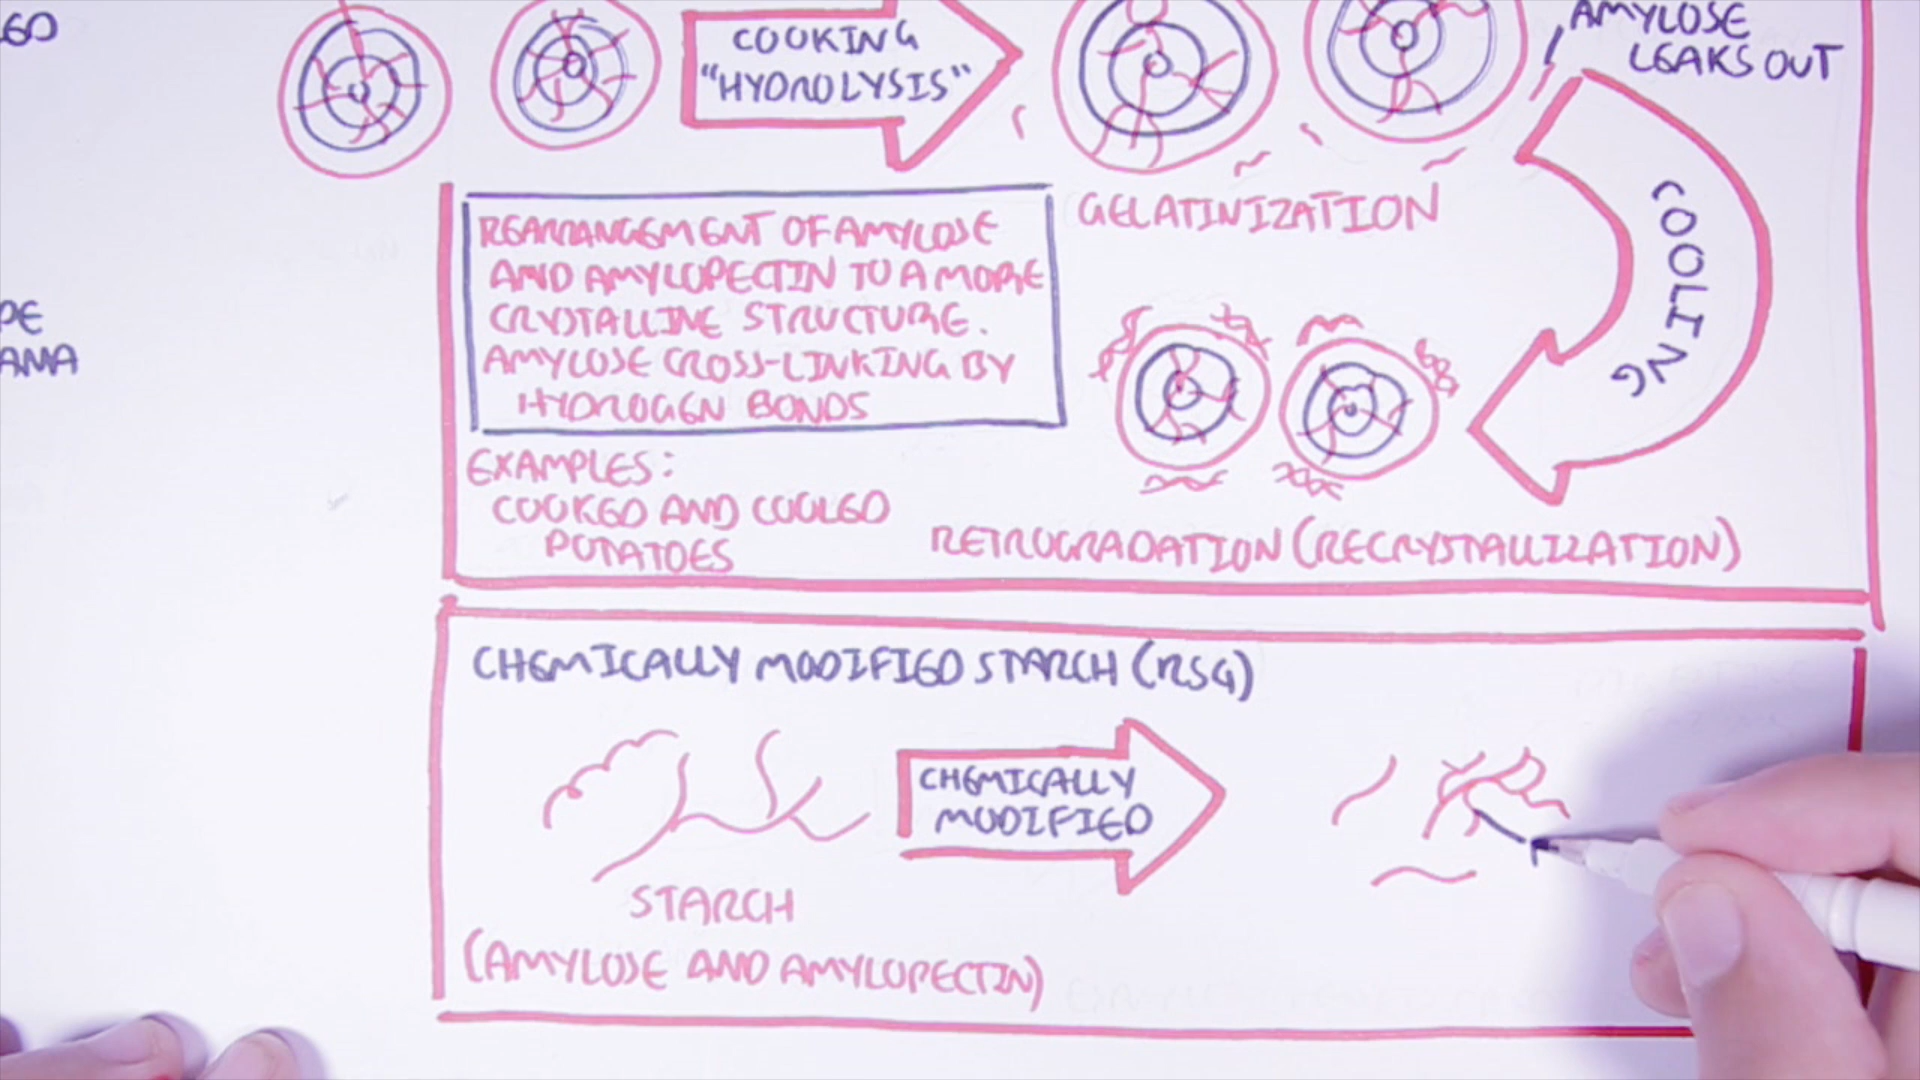 COOKING
"HYDROLYSIS"
AMYLOSE
LEAKS OUT
GELATINIZATION
COOLING
REARRANGEMENT OF AMYLOSE
AND AMYLOPECTIN TO A MORE
CRYSTALLINE STRUCTURE.
AMYLOSE CROSS-LINKING BY
HYDROGEN BONDS
EXAMPLES:
COOKED AND COOLED
POTATOES
RETROGRADATION (RECRYSTALLIZATION)
CHEMICALLY MODIFIED STARCH (RS4)
CHEMICALLY
MODIFIED
STARCH
(AMYLOSE AND AMYLOPECTIN)